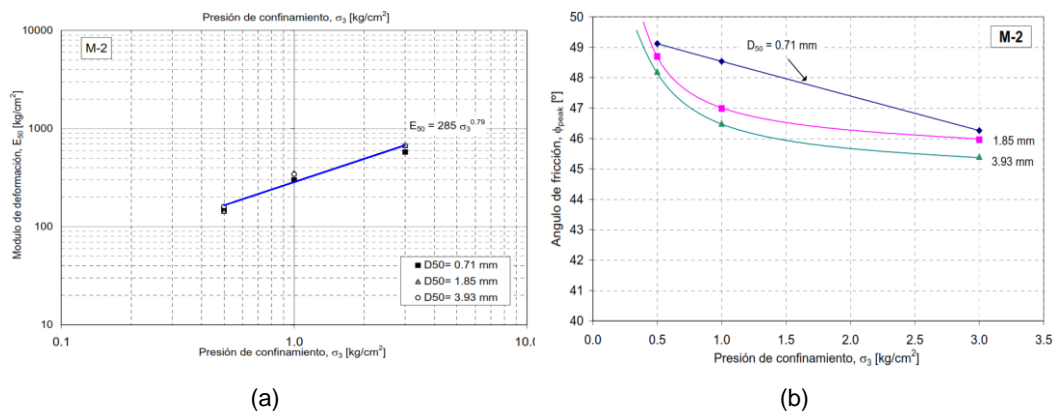 Presión de confinamiento, σ3 [kg/cm²]
10000
M-2
1000
E50 = 285 σ3^0.79
100
■ D50= 0.71 mm
△ D50= 1.85 mm
○ D50= 3.93 mm
10
0.1
1.0
10.0
Modulo de deformación, E50 [kg/cm²]
Presión de confinamiento, σ3 [kg/cm²]
(a)
50
49
48
47
46
45
44
43
42
41
40
M-2
D50 = 0.71 mm
1.85 mm
3.93 mm
0.0 0.5 1.0 1.5 2.0 2.5 3.0 3.5
Angulo de fricción, ϕpeak [º]
Presión de confinamiento, σ3 [kg/cm²]
(b)